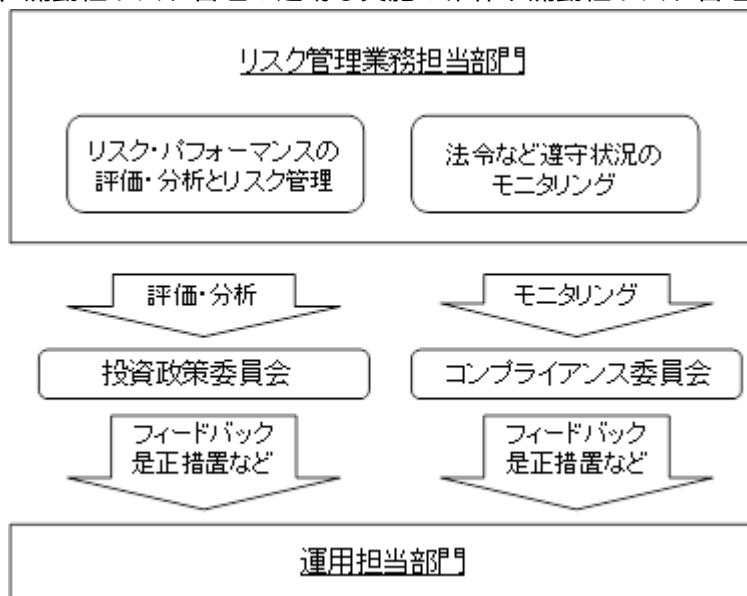 リスク管理業務担当部門
リスク・パフォーマンスの
評価・分析とリスク管理
法令など遵守状況の
モニタリング
評価・分析
モニタリング
投資政策委員会
コンプライアンス委員会
フィードバック
是正措置など
フィードバック
是正措置など
運用担当部門